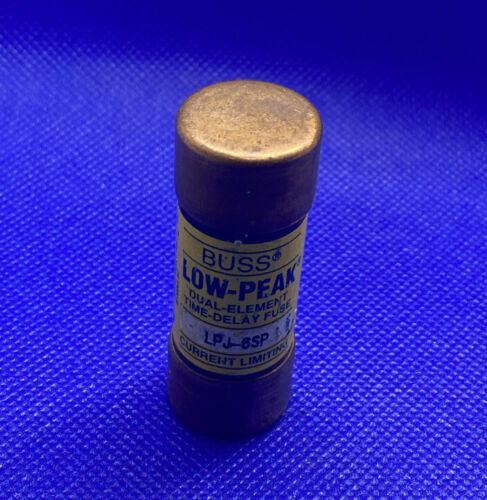 BUSS®
LOW-PEAK®
DUAL-ELEMENT
TIME-DELAY FUSE
LPJ-6SP
CURRENT LIMITING